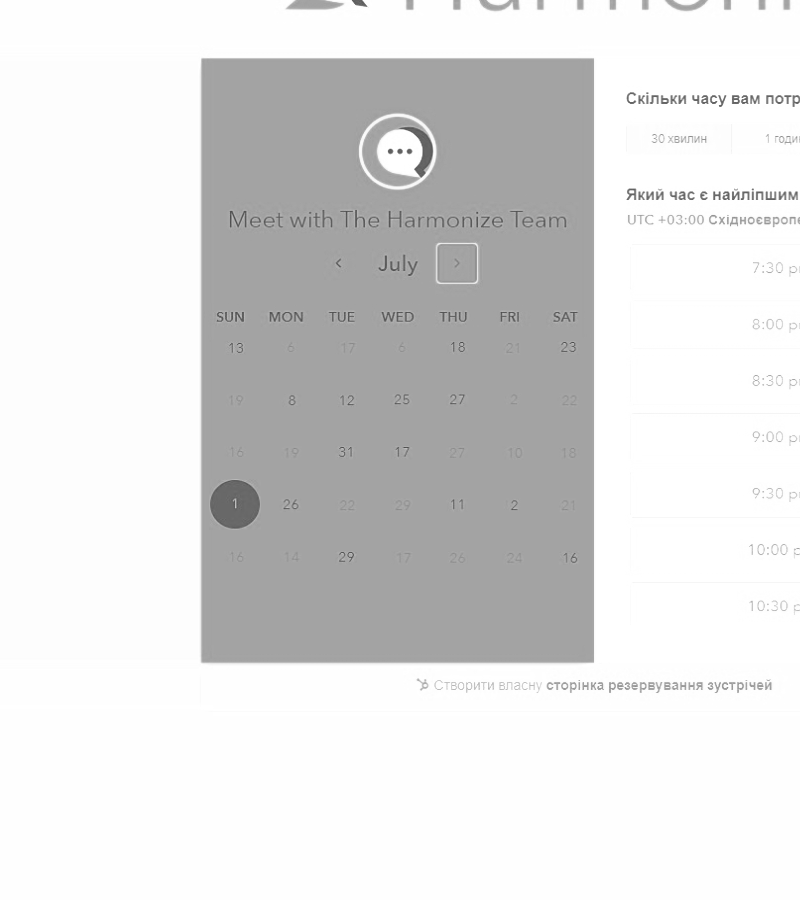 Скільки часу вам
30 хвилин
1
Meet with The Harmonize Team
Який час є найліпшим
UTC +03:00
July
7:30
SUN MON TUE WED THU FRI SAT
8:00
13 6 17 6 18 21 23
8:30
19 8 12 25 27 2 22
9:00
16 19 31 17 27 10 18
9:30
1 26 22 29 11 2 21
10:00
16 14 29 17 26 24 16
10:30
Створити власну сторінка резервування зустрічей